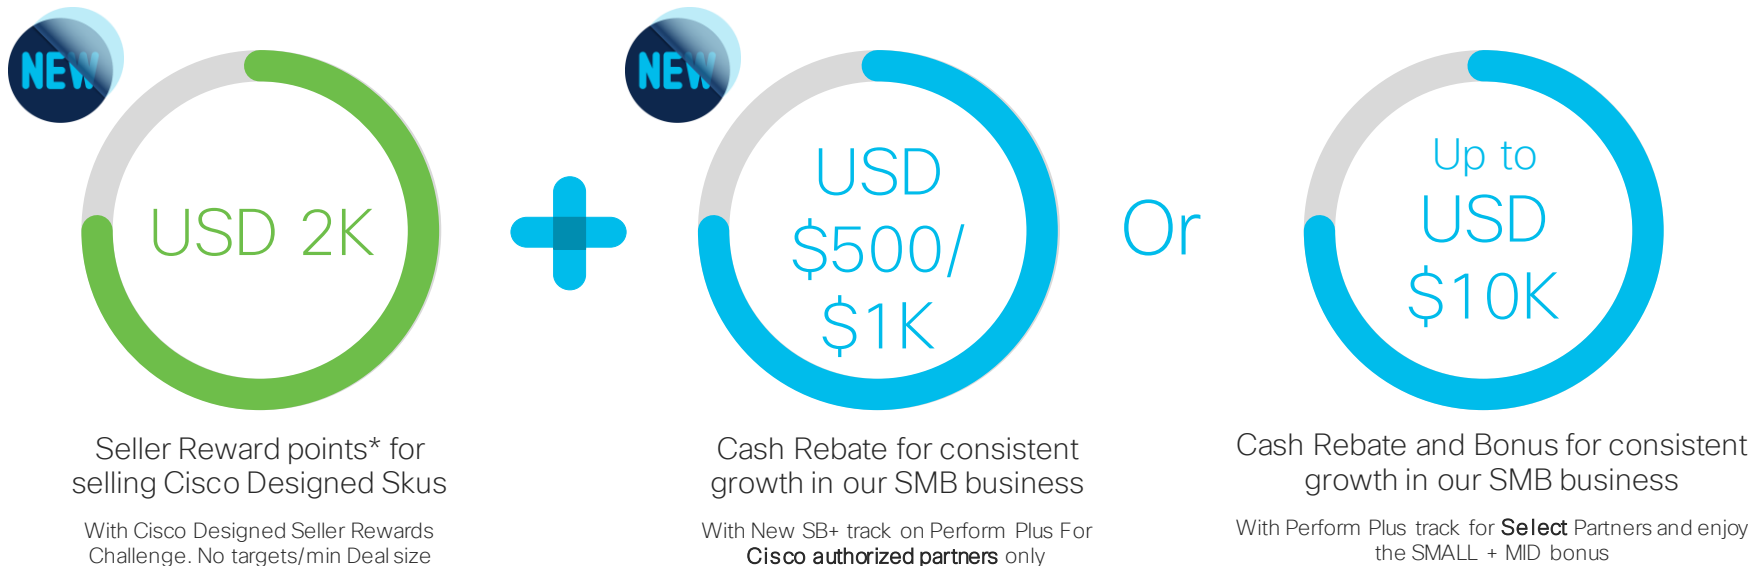 NEW
USD 2K
Seller Reward points* for
selling Cisco Designed Skus
With Cisco Designed Seller Rewards
Challenge. No targets/min Deal size
NEW
USD
$500/
$1K
Cash Rebate for consistent
growth in our SMB business
With New SB+ track on Perform Plus For
Cisco authorized partners only
Or
Up to
USD
$10K
Cash Rebate and Bonus for consistent
growth in our SMB business
With Perform Plus track for Select Partners and enjoy
the SMALL + MID bonus